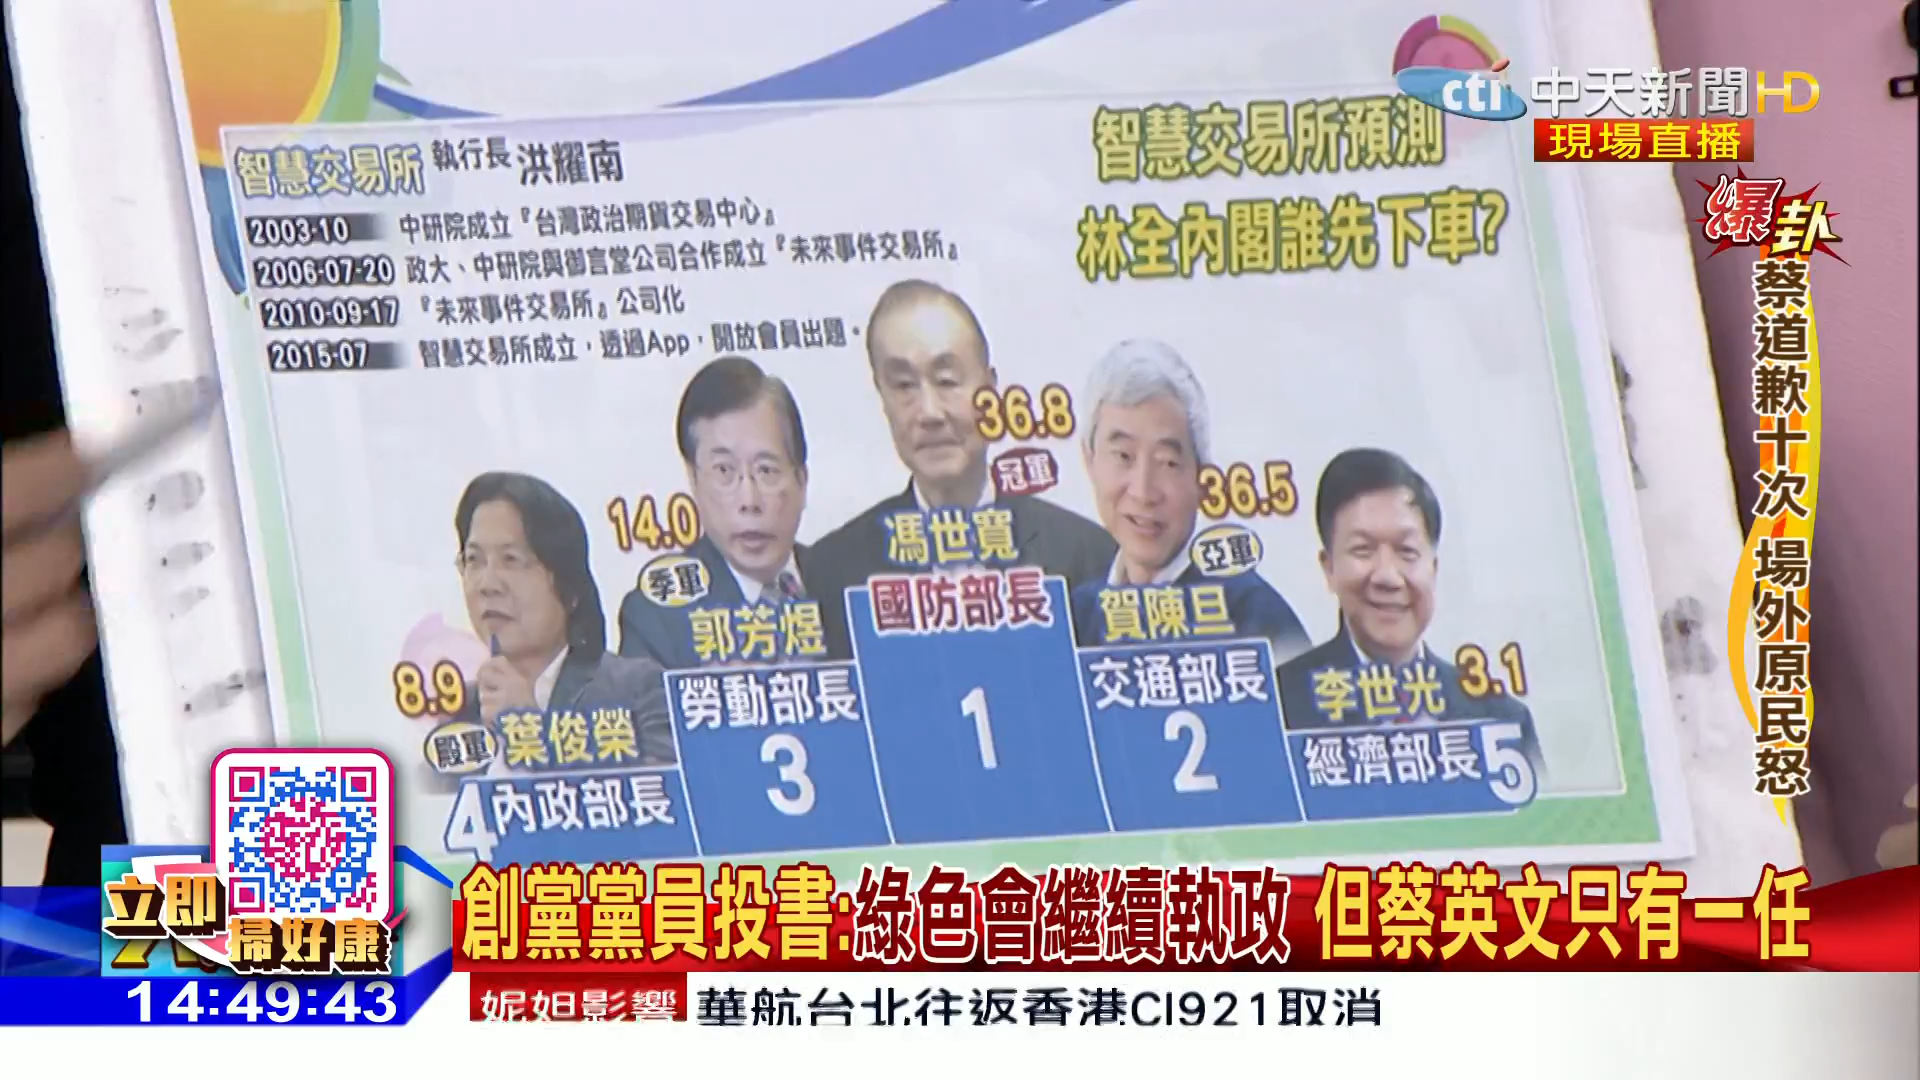 cti 中天新聞HD
現場直播
智慧交易所 執行長 洪耀南
2003-10 中研院成立『台灣政治期貨交易中心』
2006-07-20 政大、中研院與御言堂公司合作成立『未來事件交易所』
2010-09-17 『未來事件交易所』公司化
2015-07 智慧交易所成立，透過App，開放會員出題。
智慧交易所預測
林全內閣誰先下車?
8.9
殿軍 葉俊榮
4 內政部長
14.0
季軍
郭芳煜
勞動部長
3
36.8
冠軍
馮世寬
國防部長
1
36.5
亞軍
賀陳旦
交通部長
2
3.1
李世光
經濟部長 5
爆卦
蔡道歉十次 場外原民怒
立即
掃好康
創黨黨員投書:綠色會繼續執政 但蔡英文只有一任
14:49:43
妮妲影響 華航台北往返香港CI921取消